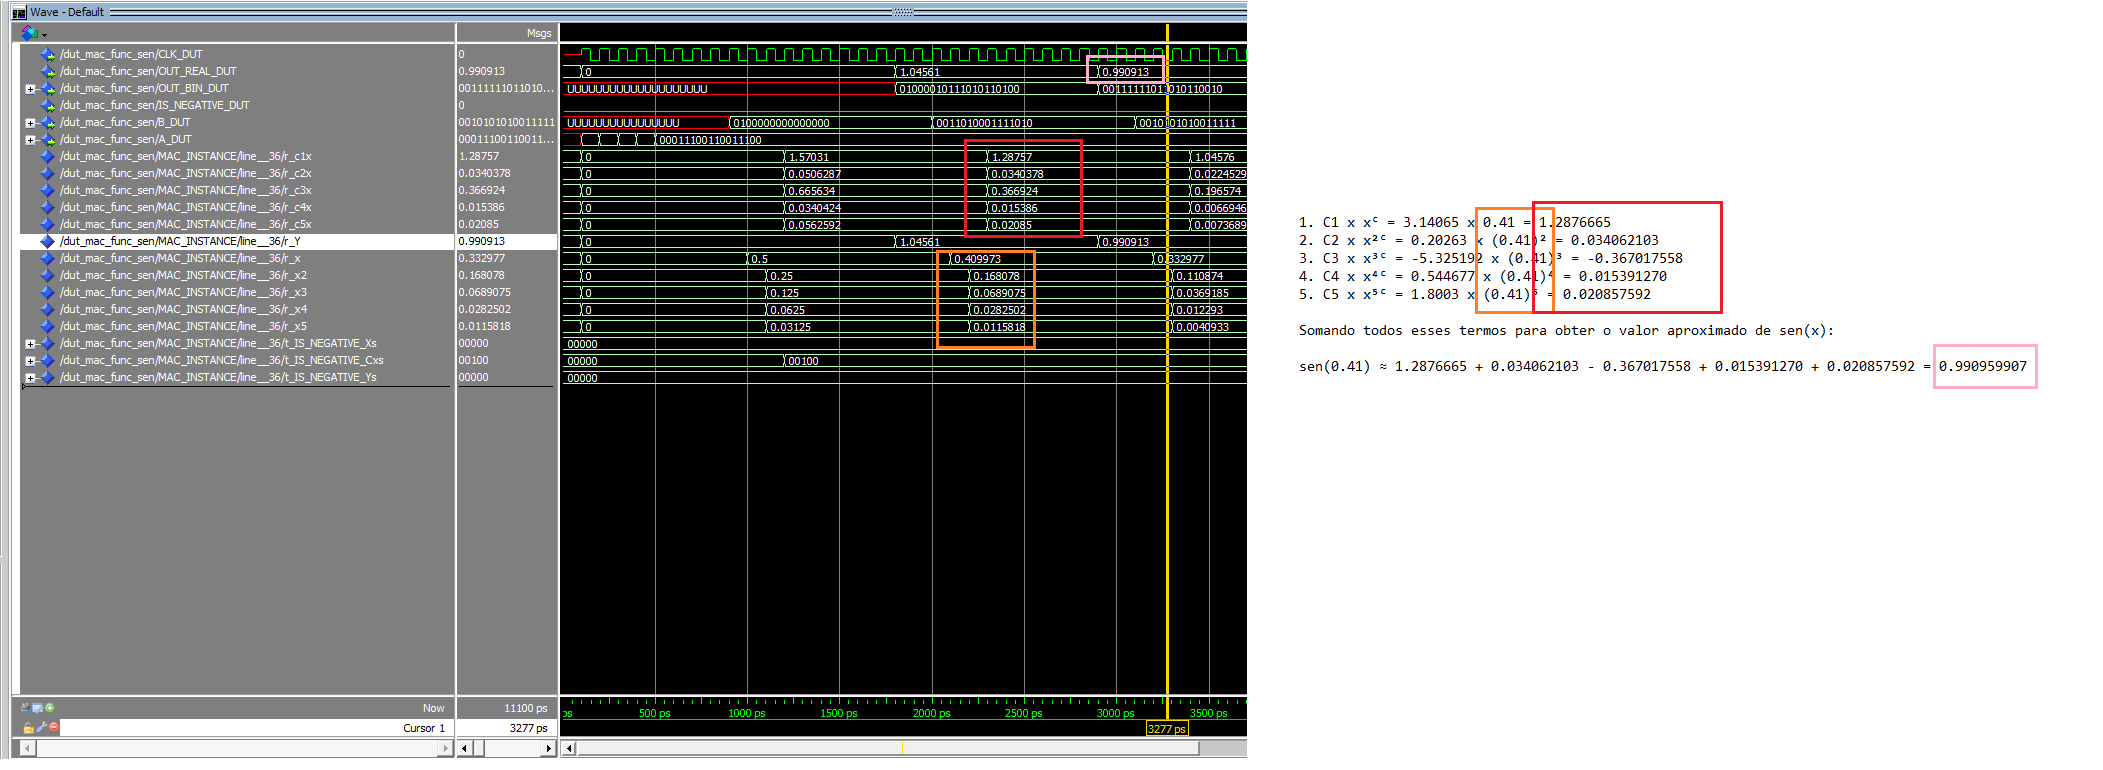 Wave - Default
Msgs
/dut_mac_func_sen/CLK_DUT 0
/dut_mac_func_sen/OUT_REAL_DUT 0.990913 0 1.04561 0.990913
/dut_mac_func_sen/OUT_BIN_DUT 00111111011010... UUUUUUUUUUUUUUUUUUUU 01000010111010110100 00111111011010110010
/dut_mac_func_sen/IS_NEGATIVE_DUT 0
/dut_mac_func_sen/B_DUT 0010101010011111 UUUUUUUUUUUUUUUU 0100000000000000 0011010001111010 0010101010011111
/dut_mac_func_sen/A_DUT 00011100110011... 00011100110011100
/dut_mac_func_sen/MAC_INSTANCE/line__36/r_c1x 1.28757 0 1.57031 1.28757 1.04576
/dut_mac_func_sen/MAC_INSTANCE/line__36/r_c2x 0.0340378 0 0.0506287 0.0340378 0.0224529
/dut_mac_func_sen/MAC_INSTANCE/line__36/r_c3x 0.366924 0 0.665634 0.366924 0.196574
/dut_mac_func_sen/MAC_INSTANCE/line__36/r_c4x 0.015386 0 0.0340424 0.015386 0.0066946
/dut_mac_func_sen/MAC_INSTANCE/line__36/r_c5x 0.02085 0 0.0562592 0.02085 0.0073689
/dut_mac_func_sen/MAC_INSTANCE/line__36/r_Y 0.990913 0 1.04561 0.990913
/dut_mac_func_sen/MAC_INSTANCE/line__36/r_x 0.332977 0 0.5 0.409973 0.332977
/dut_mac_func_sen/MAC_INSTANCE/line__36/r_x2 0.168078 0 0.25 0.168078 0.110874
/dut_mac_func_sen/MAC_INSTANCE/line__36/r_x3 0.0689075 0 0.125 0.0689075 0.0369185
/dut_mac_func_sen/MAC_INSTANCE/line__36/r_x4 0.0282502 0 0.0625 0.0282502 0.012293
/dut_mac_func_sen/MAC_INSTANCE/line__36/r_x5 0.0115818 0 0.03125 0.0115818 0.0040933
/dut_mac_func_sen/MAC_INSTANCE/line__36/t_IS_NEGATIVE_Xs 00000 00000
/dut_mac_func_sen/MAC_INSTANCE/line__36/t_IS_NEGATIVE_Cxs 00100 00000 00100
/dut_mac_func_sen/MAC_INSTANCE/line__36/t_IS_NEGATIVE_Ys 00000 00000
Now 11100 ps ps 500 ps 1000 ps 1500 ps 2000 ps 2500 ps 3000 ps 3500 ps
Cursor 1 3277 ps 3277 ps
1. C1 x xᶜ = 3.14065 x 0.41 = 1.2876665
2. C2 x x²ᶜ = 0.20263 x (0.41)² = 0.034062103
3. C3 x x³ᶜ = -5.325192 x (0.41)³ = -0.367017558
4. C4 x x⁴ᶜ = 0.544677 x (0.41)⁴ = 0.015391270
5. C5 x x⁵ᶜ = 1.8003 x (0.41)⁵ = 0.020857592
Somando todos esses termos para obter o valor aproximado de sen(x):
sen(0.41) ≈ 1.2876665 + 0.034062103 - 0.367017558 + 0.015391270 + 0.020857592 = 0.990959907